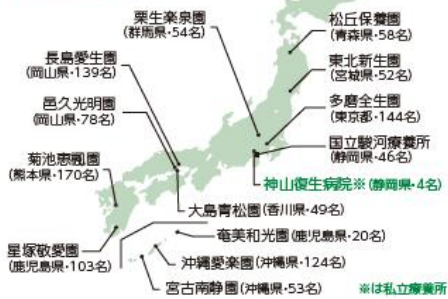 栗生楽泉園
(群馬県・54名)
松丘保養園
(青森県・58名)
長島愛生園
(岡山県・139名)
東北新生園
(宮城県・52名)
邑久光明園
(岡山県・78名)
多磨全生園
(東京都・144名)
菊池恵楓園
(熊本県・170名)
国立駿河療養所
(静岡県・46名)
神山復生病院※(静岡県・4名)
大島青松園(香川県・49名)
星塚敬愛園
(鹿児島県・103名)
奄美和光園(鹿児島県・20名)
沖縄愛楽園(沖縄県・124名)
宮古南静園(沖縄県・53名)
※は私立療養所